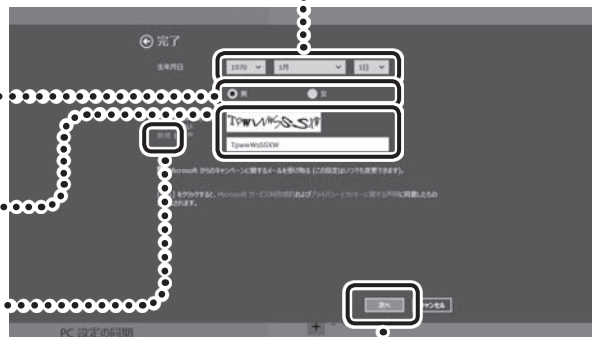 完了
生年月日
1970 1月 1日
男 女
TpwwWsSSXW
新規
TpwwWsSGXW
Microsoft からのキャンペーンに関するメールを受け取る (この設定はいつでも変更できます)。
をクリックすると、Microsoft サービス利用規約およびプライバシーとCookieに関する声明に同意したもの
されます。
次へ キャンセル
PC 設定の同期